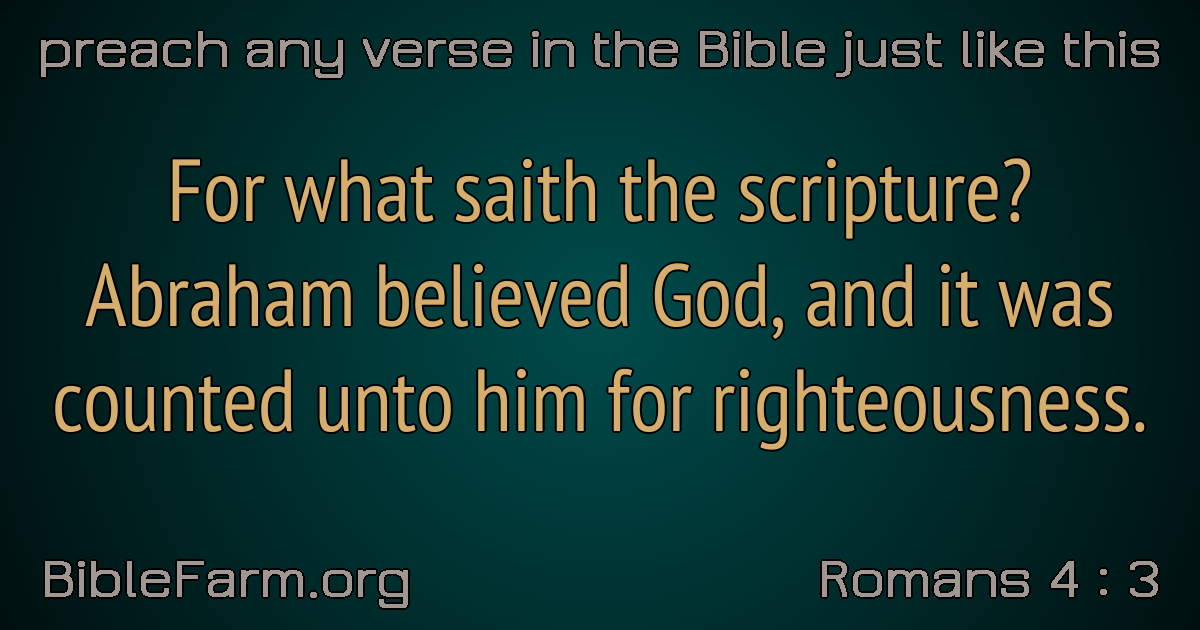 preach any verse in the Bible just like this
For what saith the scripture?
Abraham believed God, and it was
counted unto him for righteousness.
BibleFarm.org
Romans 4 : 3